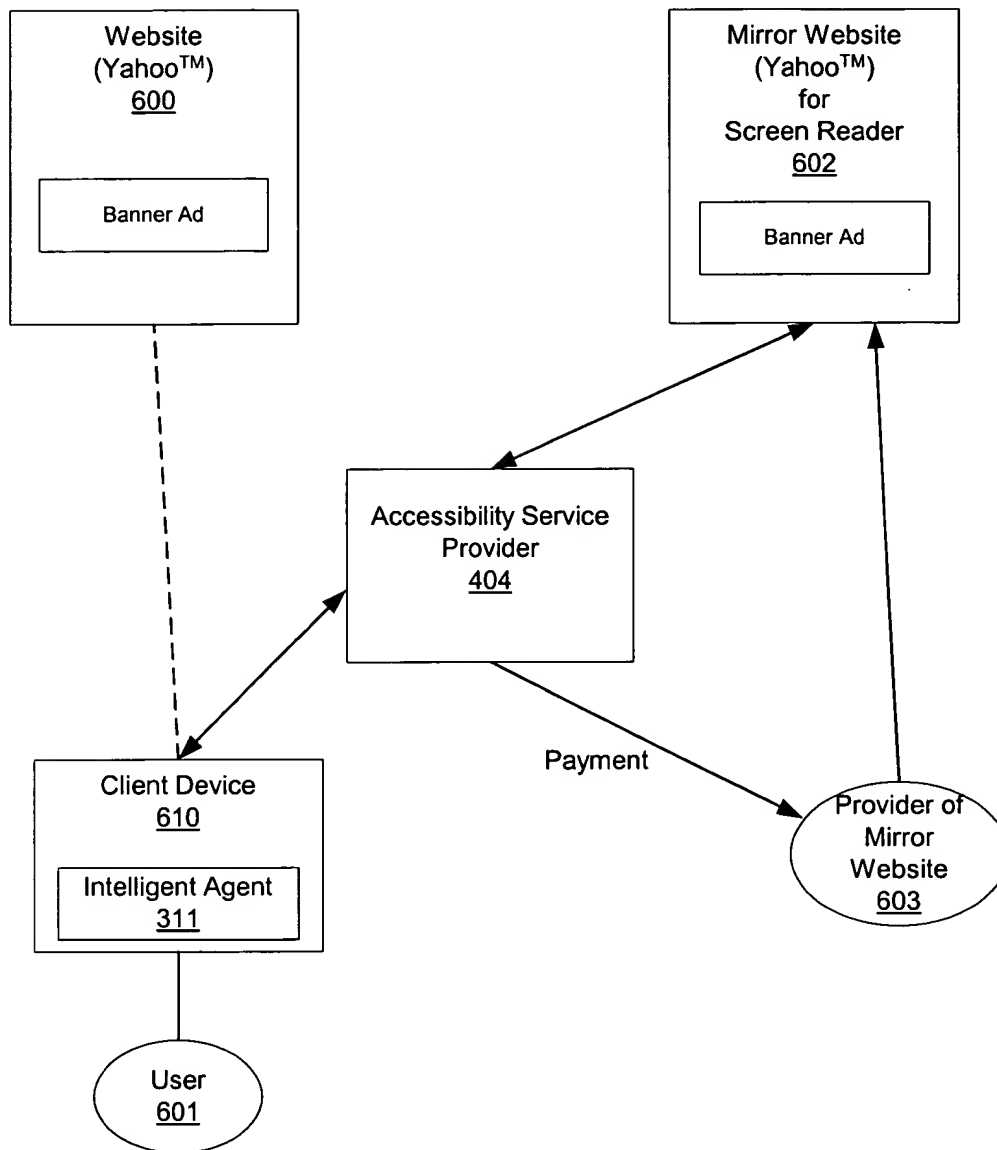 Website
(Yahoo™)
600
Banner Ad
Mirror Website
(Yahoo™)
for
Screen Reader
602
Banner Ad
Accessibility Service
Provider
404
Payment
Client Device
610
Intelligent Agent
311
Provider of
Mirror
Website
603
User
601